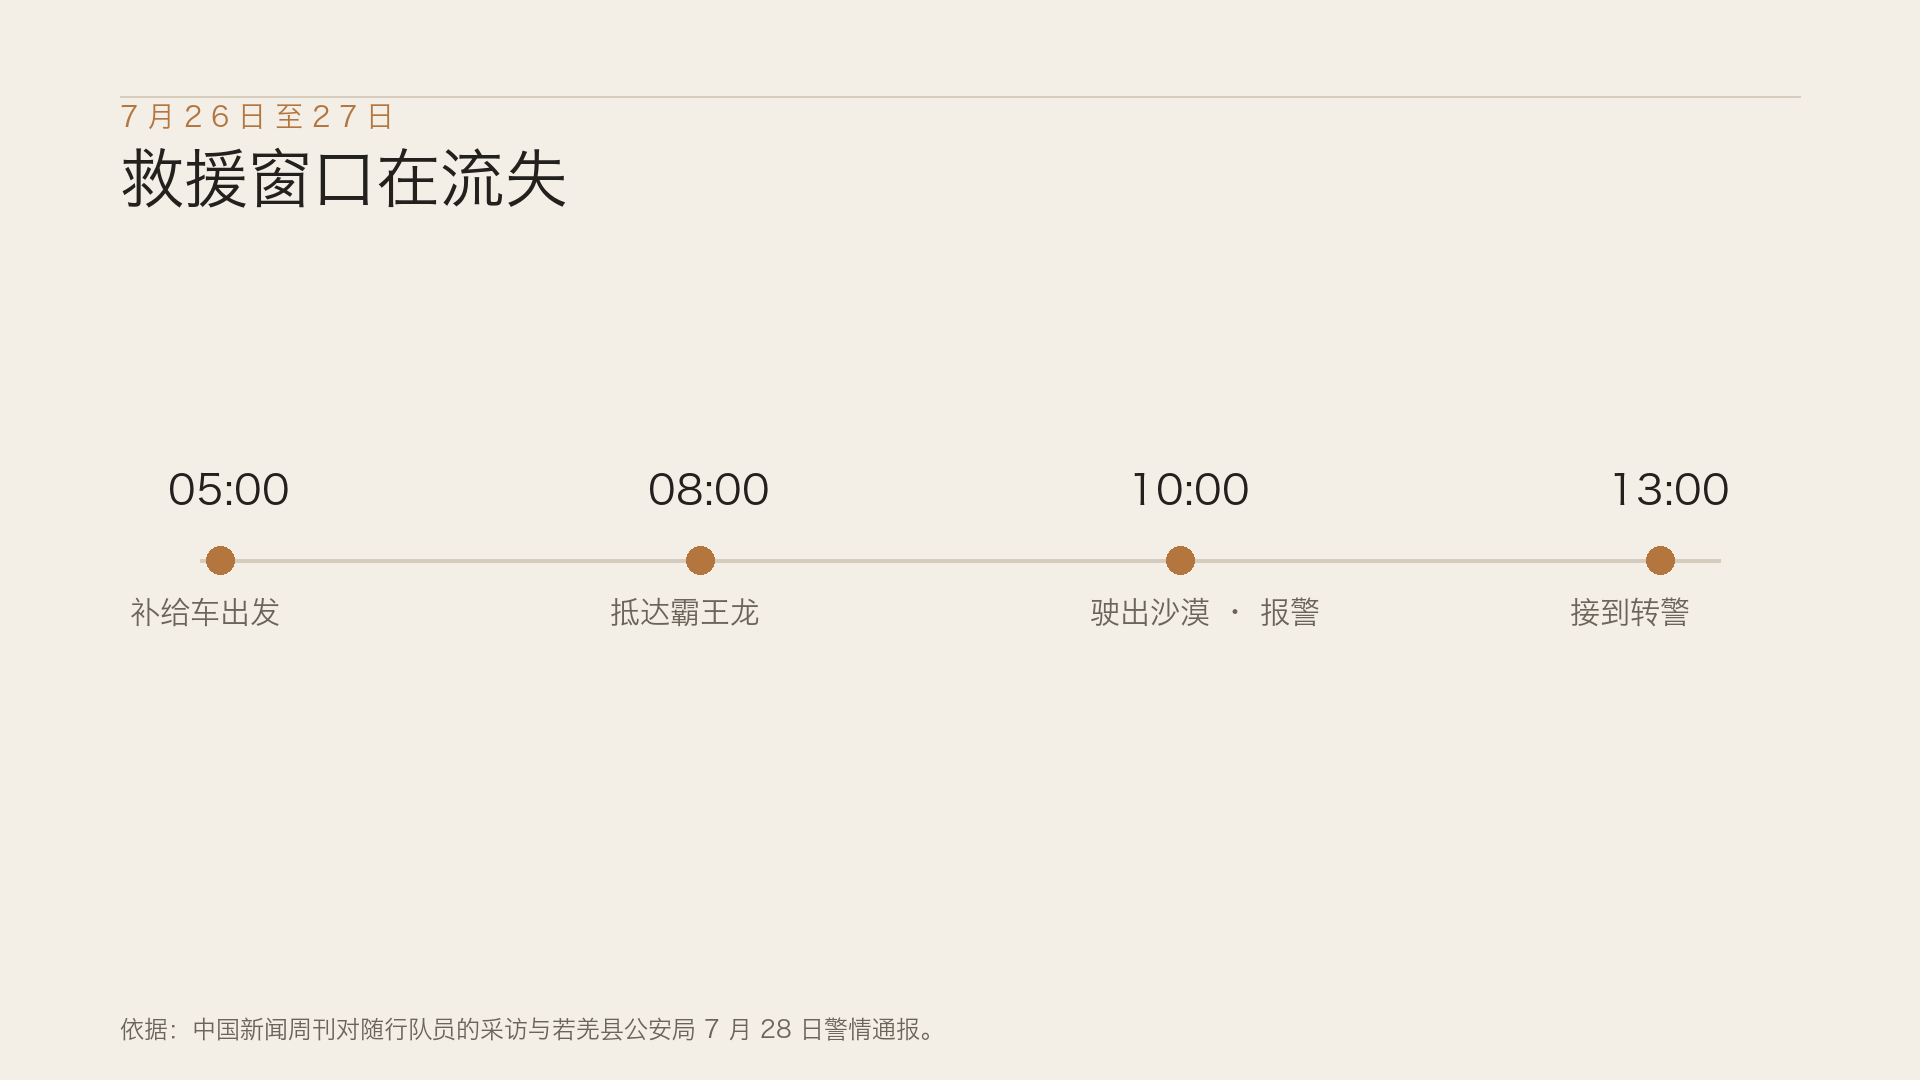 7月26日至27日
救援窗口在流失
05:00 08:00 10:00 13:00
补给车出发 抵达霸王龙 驶出沙漠 · 报警 接到转警
依据：中国新闻周刊对随行队员的采访与若羌县公安局 7 月 28 日警情通报。